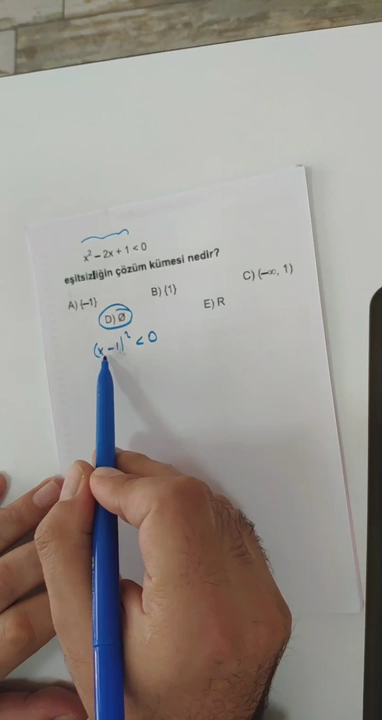 x² – 2x + 1 < 0
eşitsizliğin çözüm kümesi nedir?
A) {–1}
B) {1}
C) (–∞, 1)
D) Ø
E) R
(x – 1)² < 0